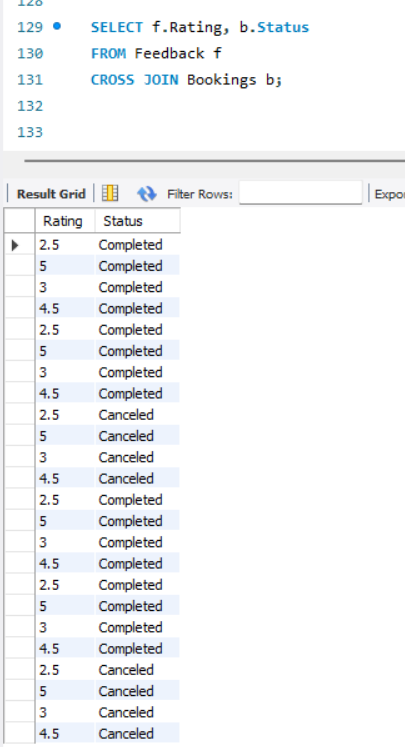 128
129 SELECT f.Rating, b.Status
130 FROM Feedback f
131 CROSS JOIN Bookings b;
132
133
Result Grid Filter Rows: Expor
Rating Status
2.5 Completed
5 Completed
3 Completed
4.5 Completed
2.5 Completed
5 Completed
3 Completed
4.5 Completed
2.5 Canceled
5 Canceled
3 Canceled
4.5 Canceled
2.5 Completed
5 Completed
3 Completed
4.5 Completed
2.5 Completed
5 Completed
3 Completed
4.5 Completed
2.5 Canceled
5 Canceled
3 Canceled
4.5 Canceled